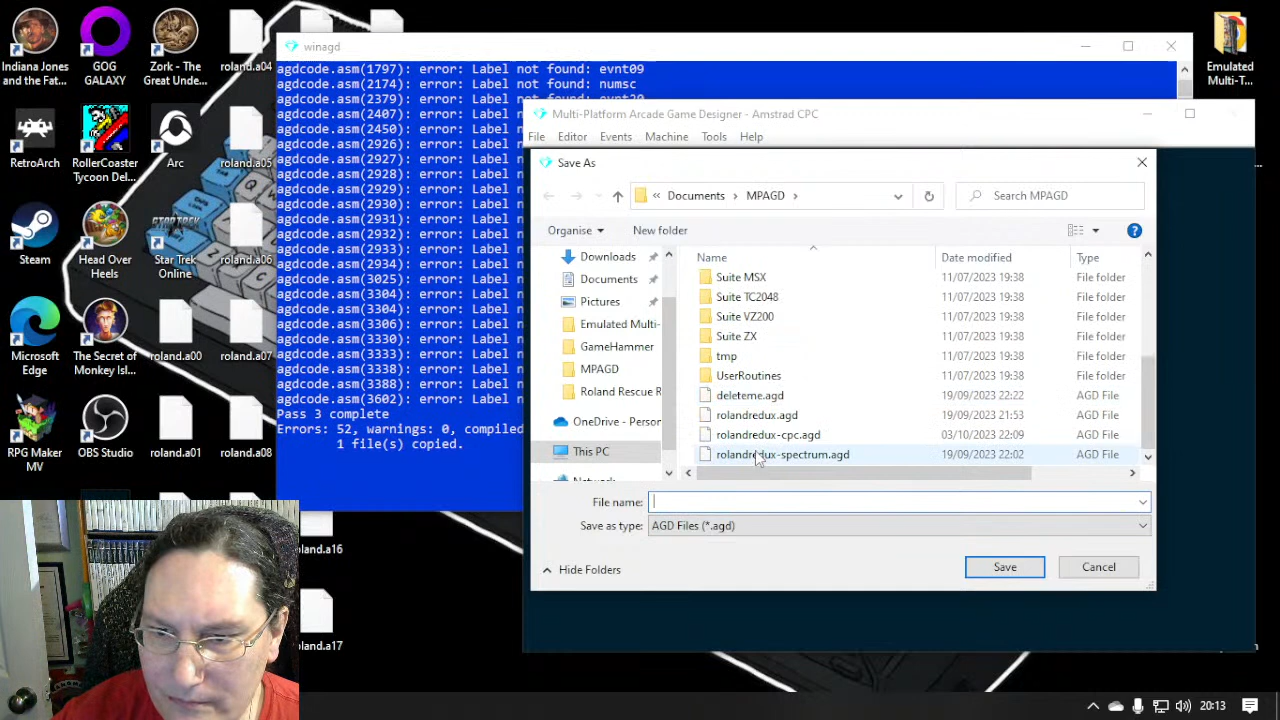 Indiana Jones
and the Fat...
GOG
GALAXY
Zork - The
Great Unde...
roland.a04
RetroArch
RollerCoaster
Tycoon Del...
Arc
roland.a05
Steam
Head Over
Heels
STAR TREK
ONLINE
Star Trek
Online
roland.a06
Microsoft
Edge
The Secret of
Monkey Isl...
roland.a00
roland.a07
RPG Maker
MV
OBS Studio
roland.a01
roland.a08
roland.a16
roland.a17
Emulated
Multi-T...
winagd
agdcode.asm(1797): error: Label not found: evnt09
agdcode.asm(2174): error: Label not found: numsc
agdcode.asm(2379): error: Label not found: evnt20
agdcode.asm(2407): error: Label n
agdcode.asm(2450): error: Label n
agdcode.asm(2926): error: Label n
agdcode.asm(2927): error: Label n
agdcode.asm(2928): error: Label n
agdcode.asm(2929): error: Label n
agdcode.asm(2930): error: Label n
agdcode.asm(2931): error: Label n
agdcode.asm(2932): error: Label n
agdcode.asm(2933): error: Label n
agdcode.asm(2934): error: Label n
agdcode.asm(3025): error: Label n
agdcode.asm(3304): error: Label n
agdcode.asm(3304): error: Label n
agdcode.asm(3306): error: Label n
agdcode.asm(3330): error: Label n
agdcode.asm(3333): error: Label n
agdcode.asm(3338): error: Label n
agdcode.asm(3388): error: Label n
agdcode.asm(3602): error: Label n
Pass 3 complete
Errors: 52, warnings: 0, compiled
1 file(s) copied.
Multi-Platform Arcade Game Designer - Amstrad CPC
File Editor Events Machine Tools Help
Save As
« Documents › MPAGD ›
Search MPAGD
Organise
New folder
Downloads
Documents
Pictures
Emulated Multi-
GameHammer
MPAGD
Roland Rescue R
OneDrive - Person
This PC
Network
Name Date modified Type
Suite MSX 11/07/2023 19:38 File folder
Suite TC2048 11/07/2023 19:38 File folder
Suite VZ200 11/07/2023 19:38 File folder
Suite ZX 11/07/2023 19:38 File folder
tmp 11/07/2023 19:38 File folder
UserRoutines 11/07/2023 19:38 File folder
deleteme.agd 19/09/2023 22:22 AGD File
rolandredux.agd 19/09/2023 21:53 AGD File
rolandredux-cpc.agd 03/10/2023 22:09 AGD File
rolandredux-spectrum.agd 19/09/2023 22:02 AGD File
File name:
Save as type: AGD Files (*.agd)
Hide Folders
Save
Cancel
20:13